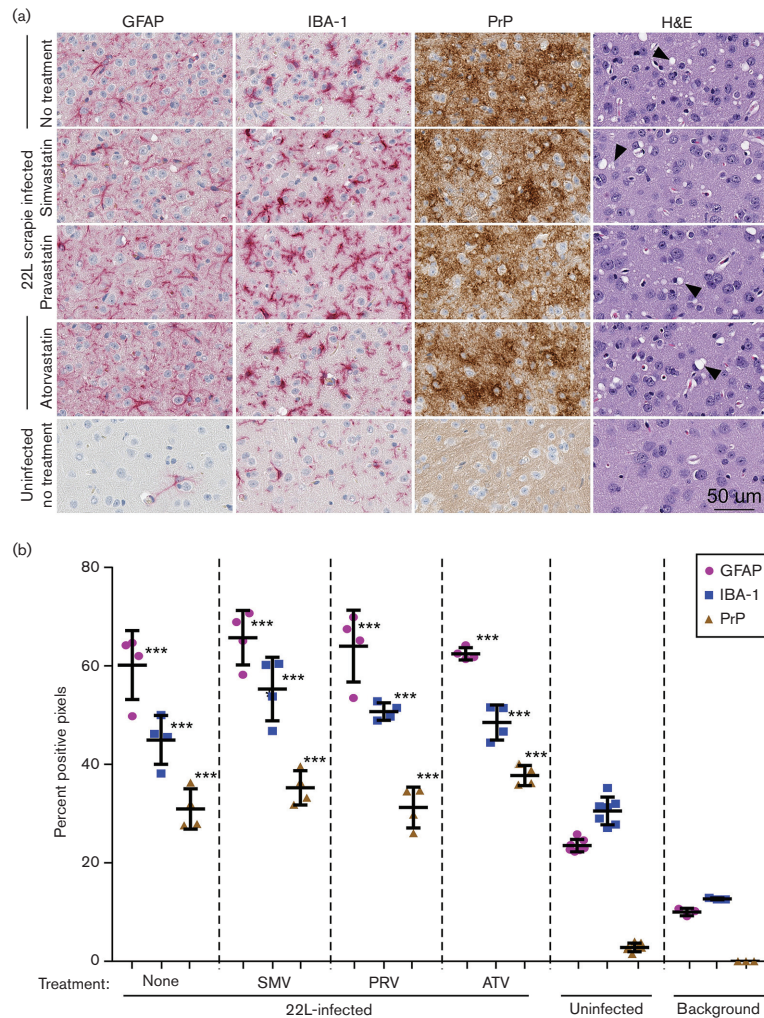 (a)
GFAP IBA-1 PrP H&E
22L scrapie infected
No treatment
Simvastatin
Pravastatin
Atorvastatin
Uninfected
no treatment
50 um
(b)
Percent positive pixels
80
60
40
20
0
GFAP
IBA-1
PrP
*** *** ***
*** *** ***
*** *** ***
*** *** ***
Treatment: None SMV PRV ATV
22L-infected Uninfected Background